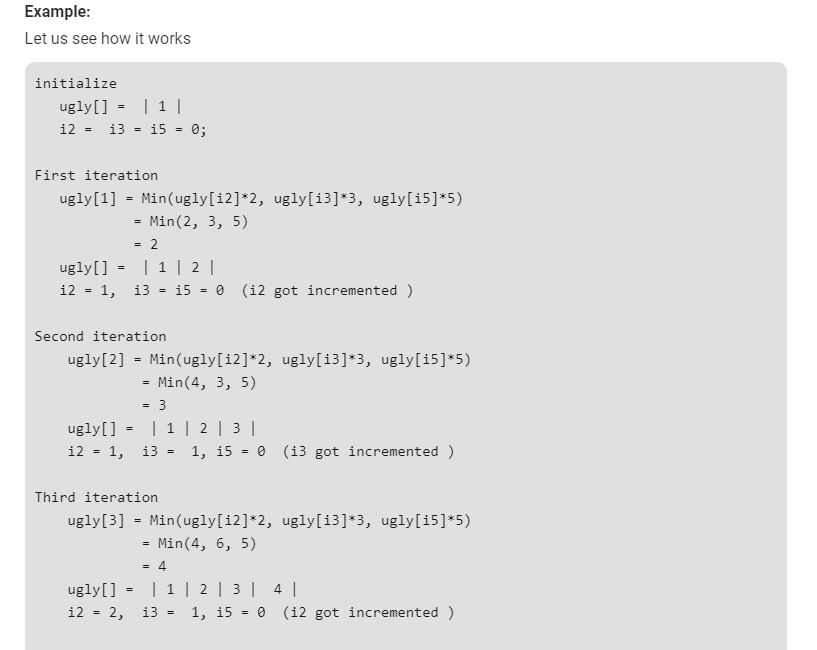 Example:
Let us see how it works
initialize
ugly[] = | 1 |
i2 = i3 = i5 = 0;
First iteration
ugly[1] = Min(ugly[i2]*2, ugly[i3]*3, ugly[i5]*5)
= Min(2, 3, 5)
= 2
ugly[] = | 1 | 2 |
i2 = 1, i3 = i5 = 0 (i2 got incremented )
Second iteration
ugly[2] = Min(ugly[i2]*2, ugly[i3]*3, ugly[i5]*5)
= Min(4, 3, 5)
= 3
ugly[] = | 1 | 2 | 3 |
i2 = 1, i3 = 1, i5 = 0 (i3 got incremented )
Third iteration
ugly[3] = Min(ugly[i2]*2, ugly[i3]*3, ugly[i5]*5)
= Min(4, 6, 5)
= 4
ugly[] = | 1 | 2 | 3 | 4 |
i2 = 2, i3 = 1, i5 = 0 (i2 got incremented )